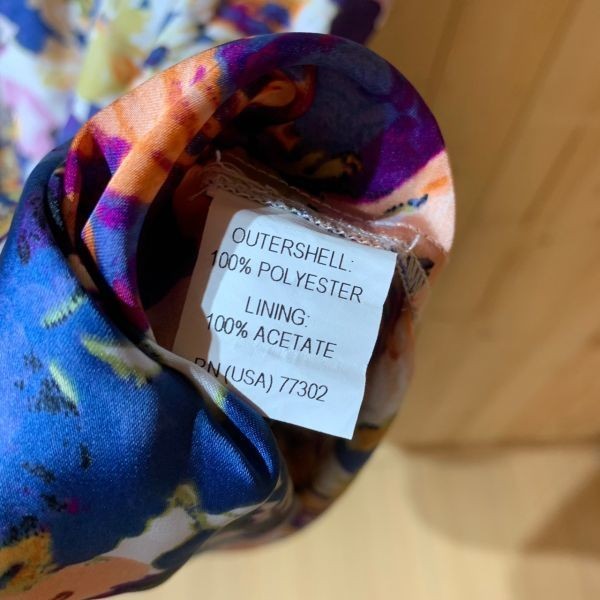 OUTERSHELL:
100% POLYESTER
LINING:
100% ACETATE
RN (USA) 77302